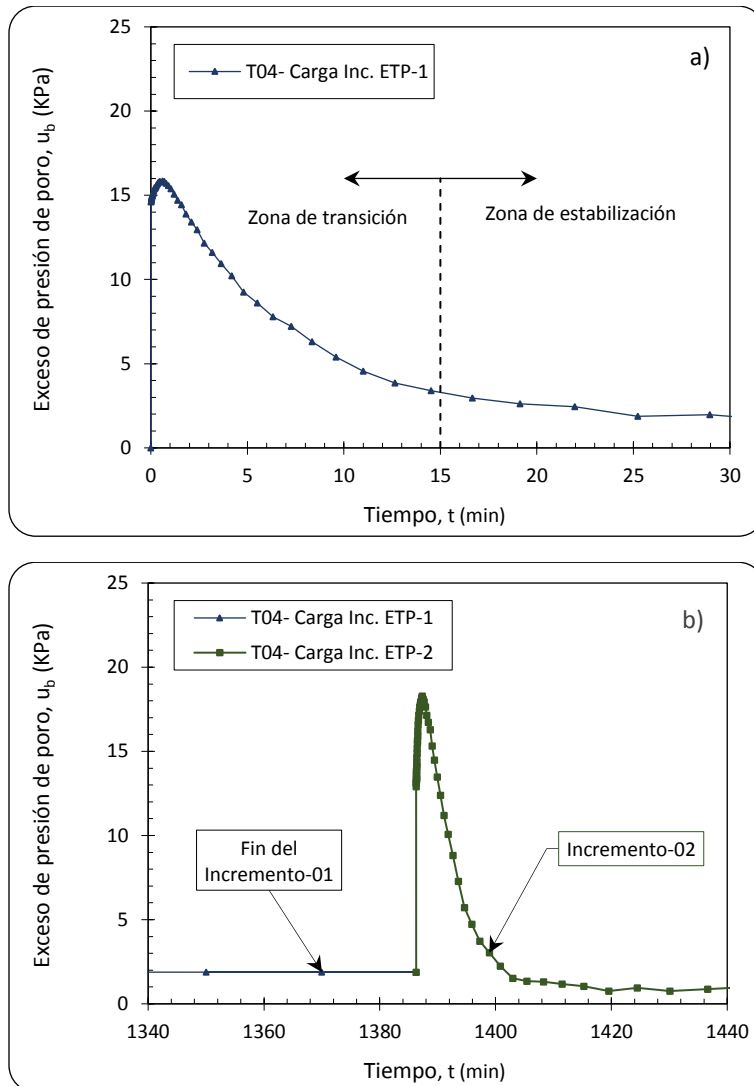 a)
T04- Carga Inc. ETP-1
Exceso de presión de poro, u_b (KPa)
25
20
15
10
5
0
Zona de transición
Zona de estabilización
0 5 10 15 20 25 30
Tiempo, t (min)
b)
T04- Carga Inc. ETP-1
T04- Carga Inc. ETP-2
Exceso de presión de poro, u_b (KPa)
25
20
15
10
5
0
Fin del
Incremento-01
Incremento-02
1340 1360 1380 1400 1420 1440
Tiempo, t (min)